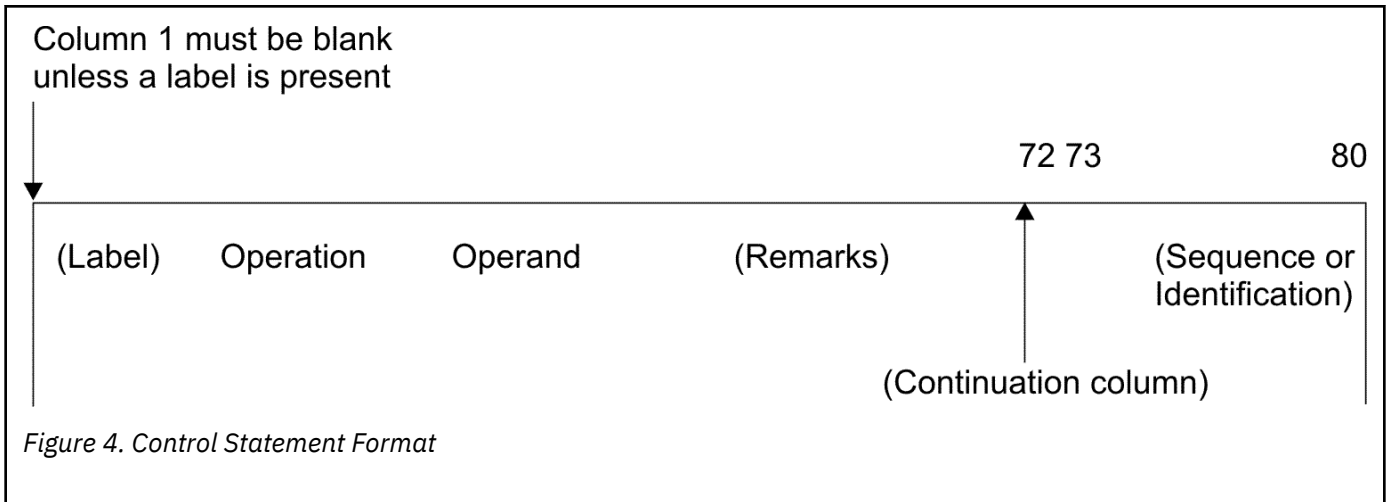 Column 1 must be blank
unless a label is present
72 73 80
(Label) Operation Operand (Remarks) (Sequence or
Identification)
(Continuation column)
Figure 4. Control Statement Format